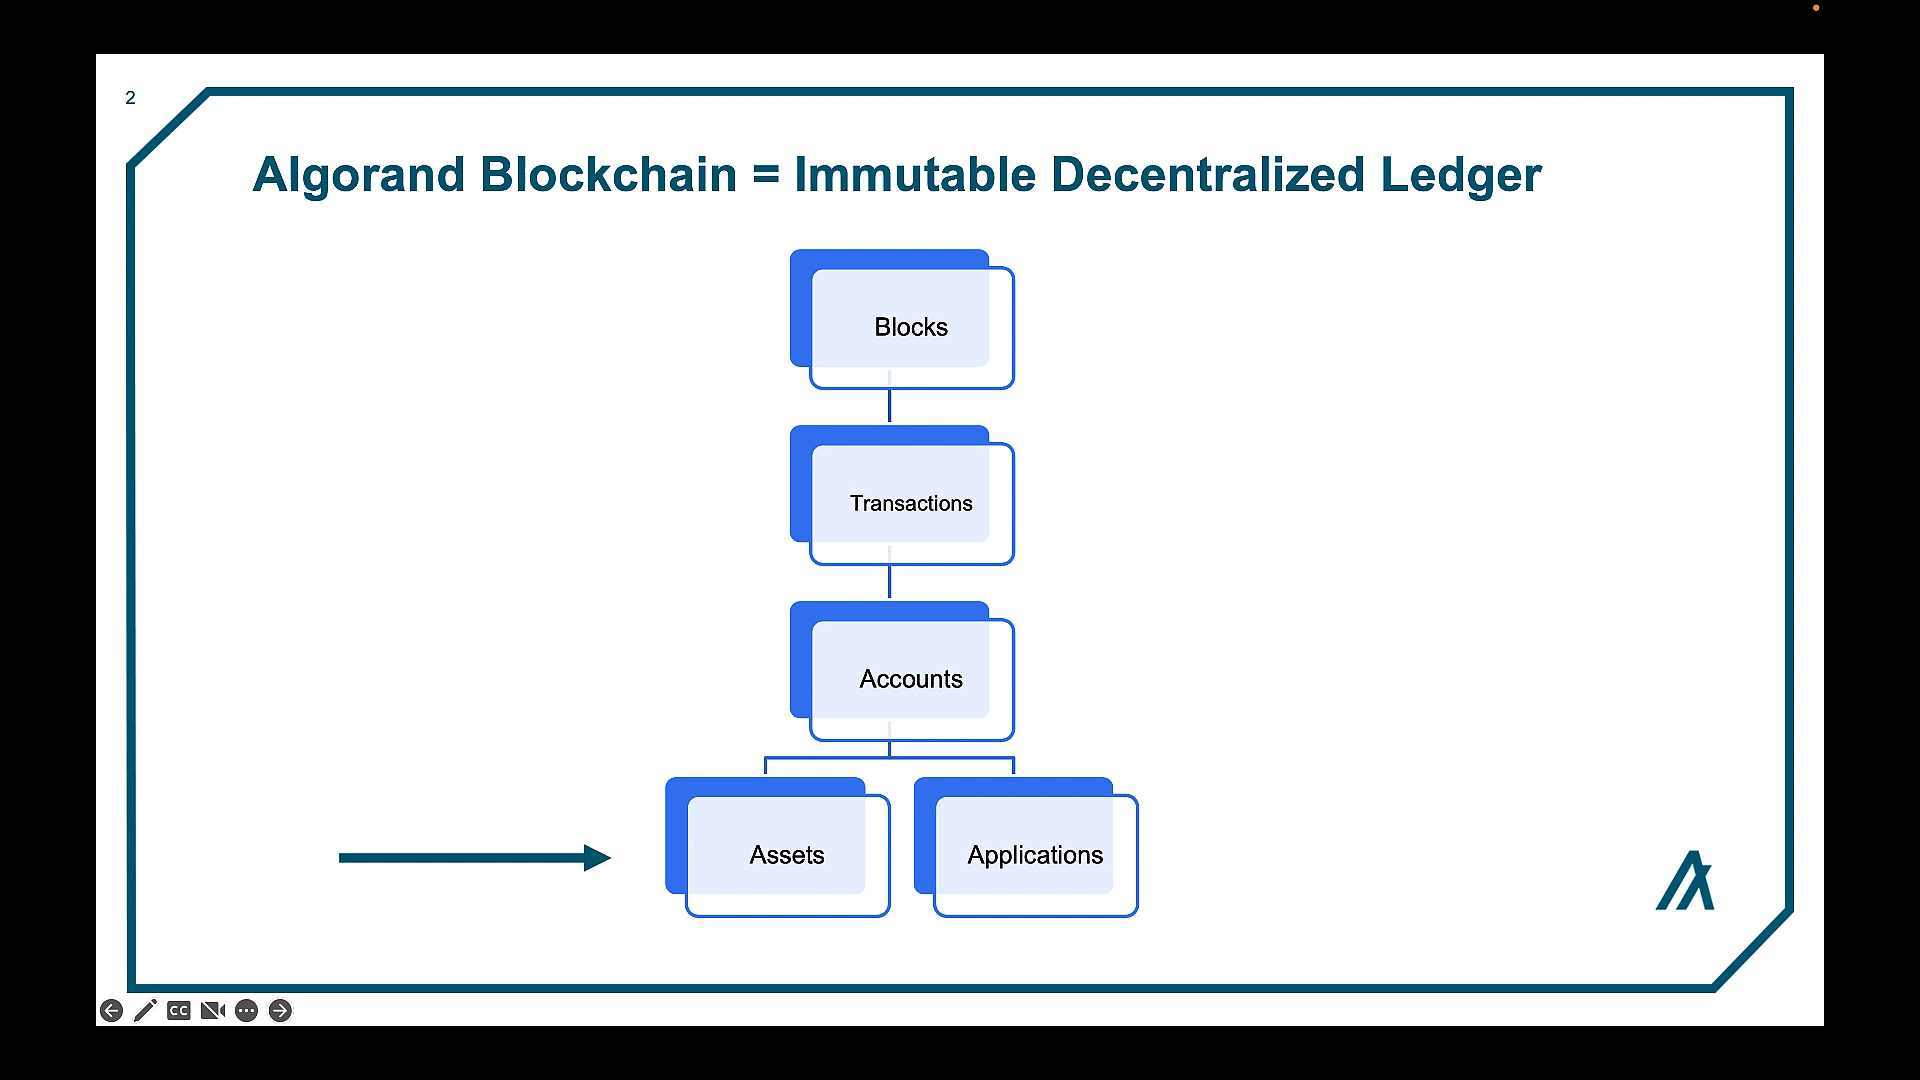 2
Algorand Blockchain = Immutable Decentralized Ledger
Blocks
Transactions
Accounts
Assets
Applications
CC